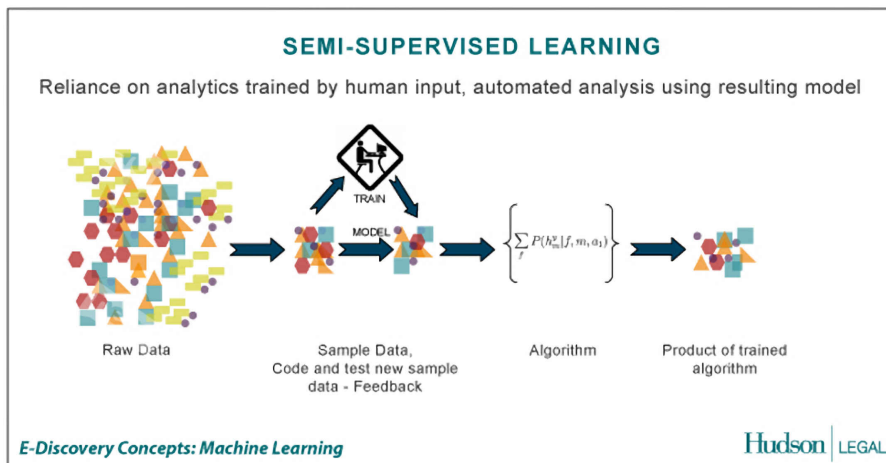 SEMI-SUPERVISED LEARNING
Reliance on analytics trained by human input, automated analysis using resulting model
TRAIN
MODEL
{∑f P(h^v_m|f, m, a₁)}
Raw Data
Sample Data,
Code and test new sample
data - Feedback
Algorithm
Product of trained
algorithm
E-Discovery Concepts: Machine Learning
Hudson LEGAL